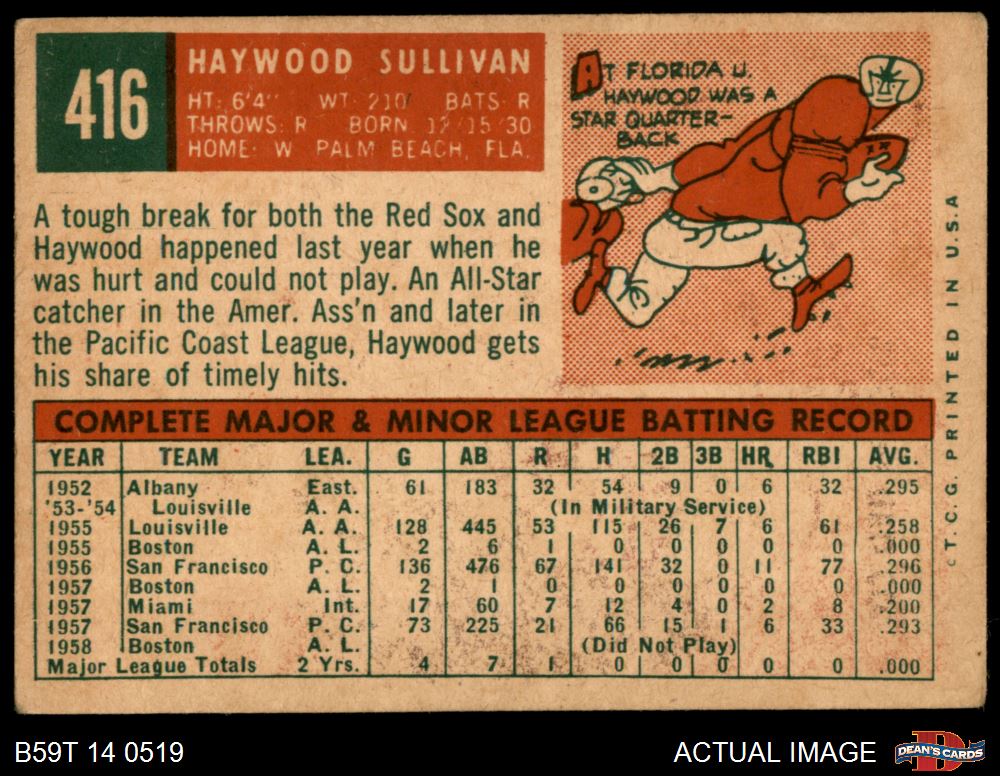 416
HAYWOOD SULLIVAN
HT: 6'4" WT: 210 BATS: R
THROWS: R BORN 12/15/30
HOME: W PALM BEACH, FLA.
AT FLORIDA U.
HAYWOOD WAS A
STAR QUARTER-
BACK
A tough break for both the Red Sox and
Haywood happened last year when he
was hurt and could not play. An All-Star
catcher in the Amer. Ass'n and later in
the Pacific Coast League, Haywood gets
his share of timely hits.
COMPLETE MAJOR & MINOR LEAGUE BATTING RECORD
YEAR TEAM LEA. G AB R H 2B 3B HR RBI AVG.
1952 Albany East. 61 183 32 54 9 0 6 32 .295
'53-'54 Louisville A. A. (In Military Service)
1955 Louisville A. A. 128 445 53 115 26 7 6 61 .258
1955 Boston A. L. 2 6 1 0 0 0 0 0 .000
1956 San Francisco P. C. 136 476 67 141 32 0 11 77 .296
1957 Boston A. L. 2 1 0 0 0 0 0 0 .000
1957 Miami Int. 17 60 7 12 4 0 2 8 .200
1957 San Francisco P. C. 73 225 21 66 15 1 6 33 .293
1958 Boston A. L. (Did Not Play)
Major League Totals 2 Yrs. 4 7 1 0 0 0 0 0 .000
© T. C. G. PRINTED IN U.S.A
B59T 14 0519
ACTUAL IMAGE
DEAN'S CARDS